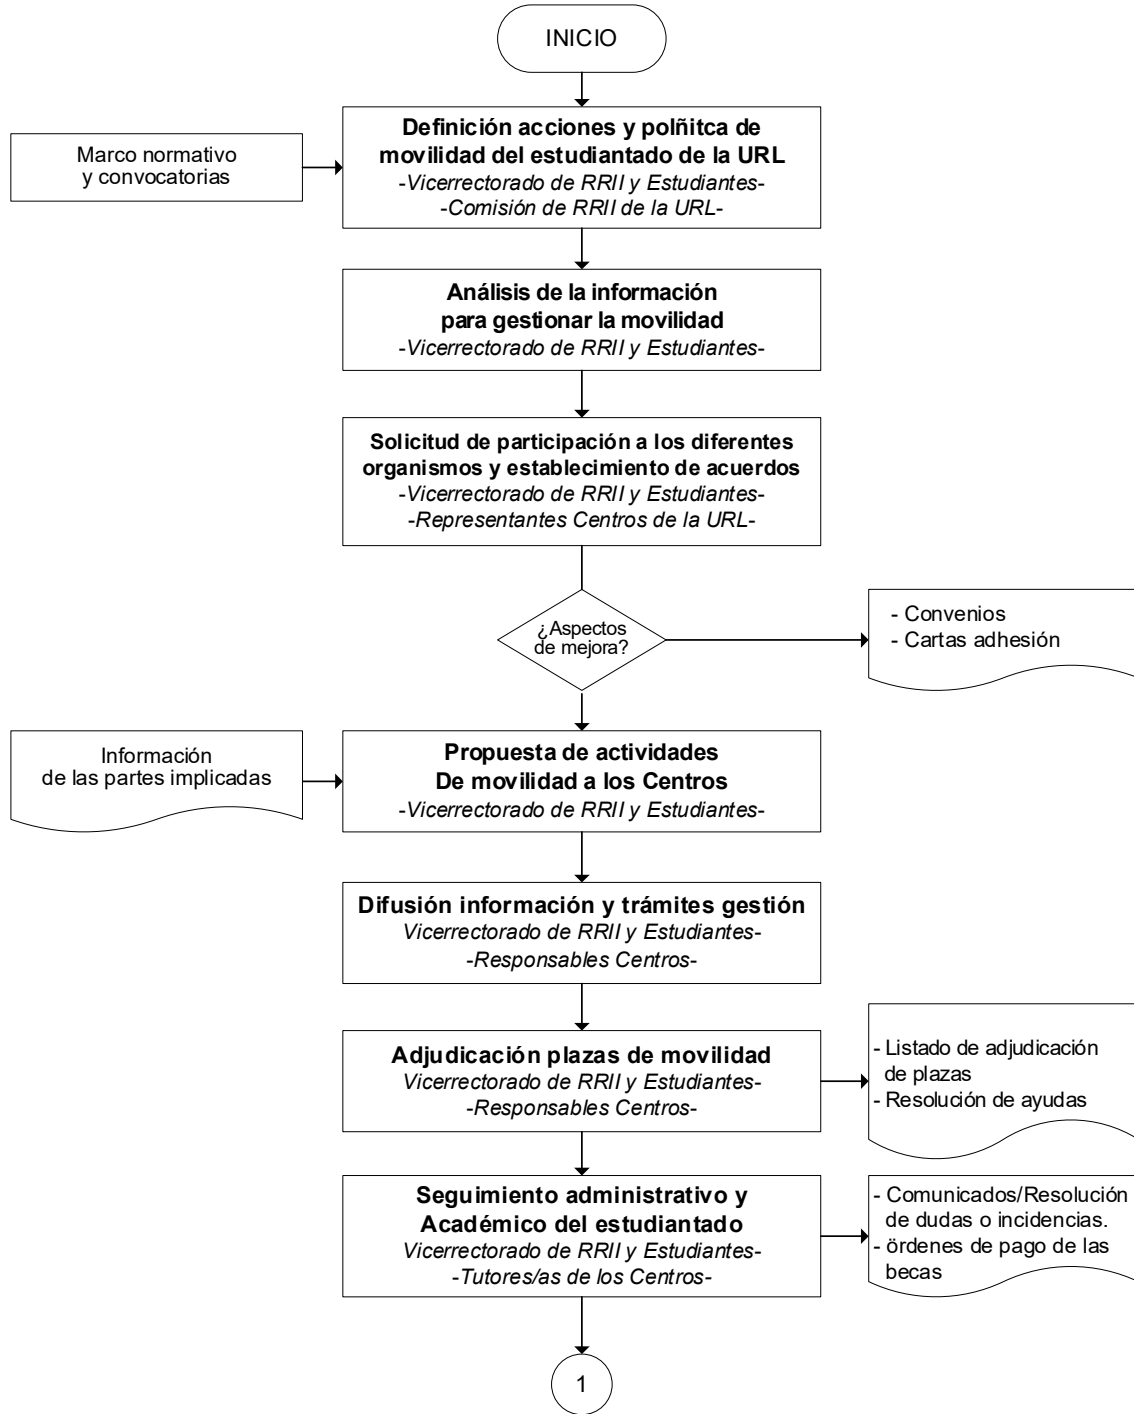 INICIO
Marco normativo
y convocatorias
Definición acciones y polñitca de
movilidad del estudiantado de la URL
-Vicerrectorado de RRII y Estudiantes-
-Comisión de RRII de la URL-
Análisis de la información
para gestionar la movilidad
-Vicerrectorado de RRII y Estudiantes-
Solicitud de participación a los diferentes
organismos y establecimiento de acuerdos
-Vicerrectorado de RRII y Estudiantes-
-Representantes Centros de la URL-
¿Aspectos
de mejora?
- Convenios
- Cartas adhesión
Información
de las partes implicadas
Propuesta de actividades
De movilidad a los Centros
-Vicerrectorado de RRII y Estudiantes-
Difusión información y trámites gestión
Vicerrectorado de RRII y Estudiantes-
-Responsables Centros-
Adjudicación plazas de movilidad
Vicerrectorado de RRII y Estudiantes-
-Responsables Centros-
- Listado de adjudicación
de plazas
- Resolución de ayudas
Seguimiento administrativo y
Académico del estudiantado
Vicerrectorado de RRII y Estudiantes-
-Tutores/as de los Centros-
- Comunicados/Resolución
de dudas o incidencias.
- órdenes de pago de las
becas
1